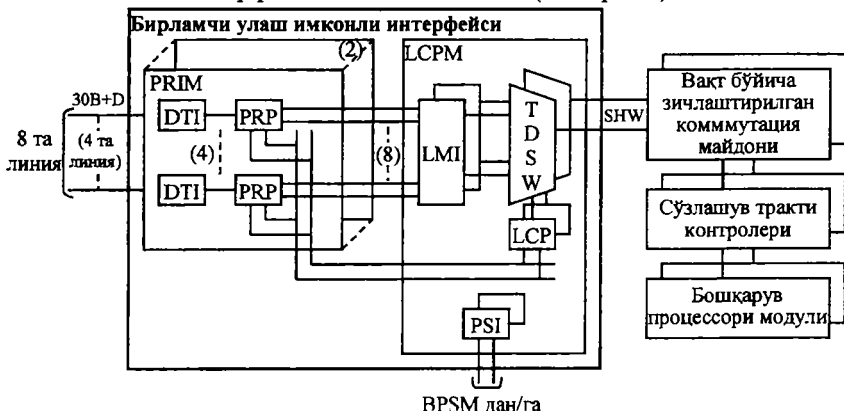 Бирламчи улаш имконли интерфейси
(2)
LCPM
PRIM
30B+D
DTI
PRP
8 та
линия
(4 та
линия)
(4)
(8)
LMI
T
D
S
W
SHW
DTI
PRP
LCP
PSI
BPSM дан/га
Вақт бўйича
зичлаштирилган
комммутация
майдони
Сўзлашув тракти
контролери
Бошқарув
процессори модули